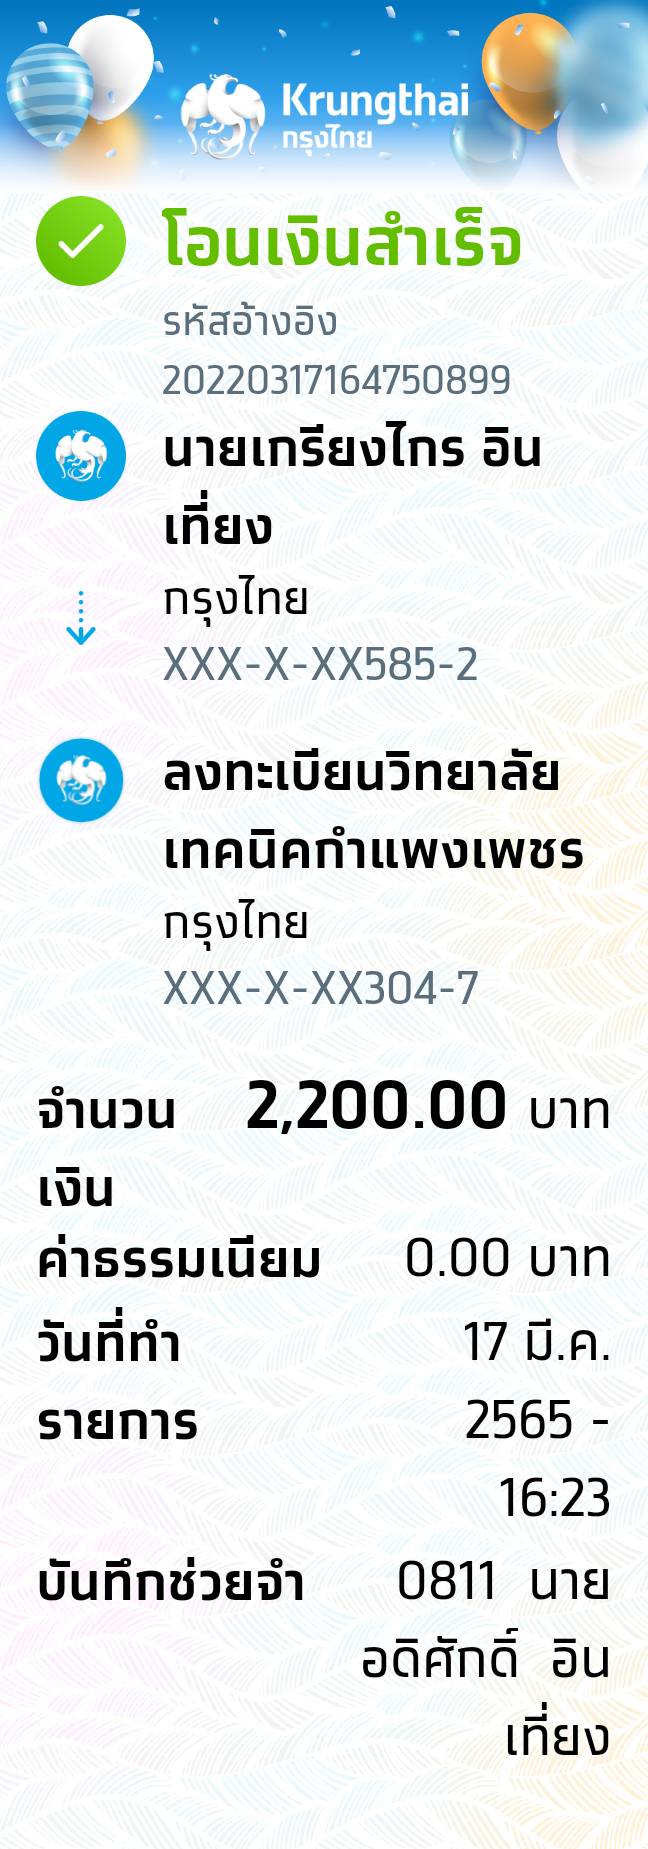 Krungthai
กรุงไทย
โอนเงินสำเร็จ
รหัสอ้างอิง
20220317164750899
นายเกรียงไกร อิน
เที่ยง
กรุงไทย
XXX-X-XX585-2
ลงทะเบียนวิทยาลัย
เทคนิคกำแพงเพชร
กรุงไทย
XXX-X-XX304-7
จำนวน 2,200.00 บาท
เงิน
ค่าธรรมเนียม 0.00 บาท
วันที่ทำ 17 มี.ค.
รายการ 2565 -
16:23
บันทึกช่วยจำ 0811 นาย
อดิศักดิ์ อิน
เที่ยง